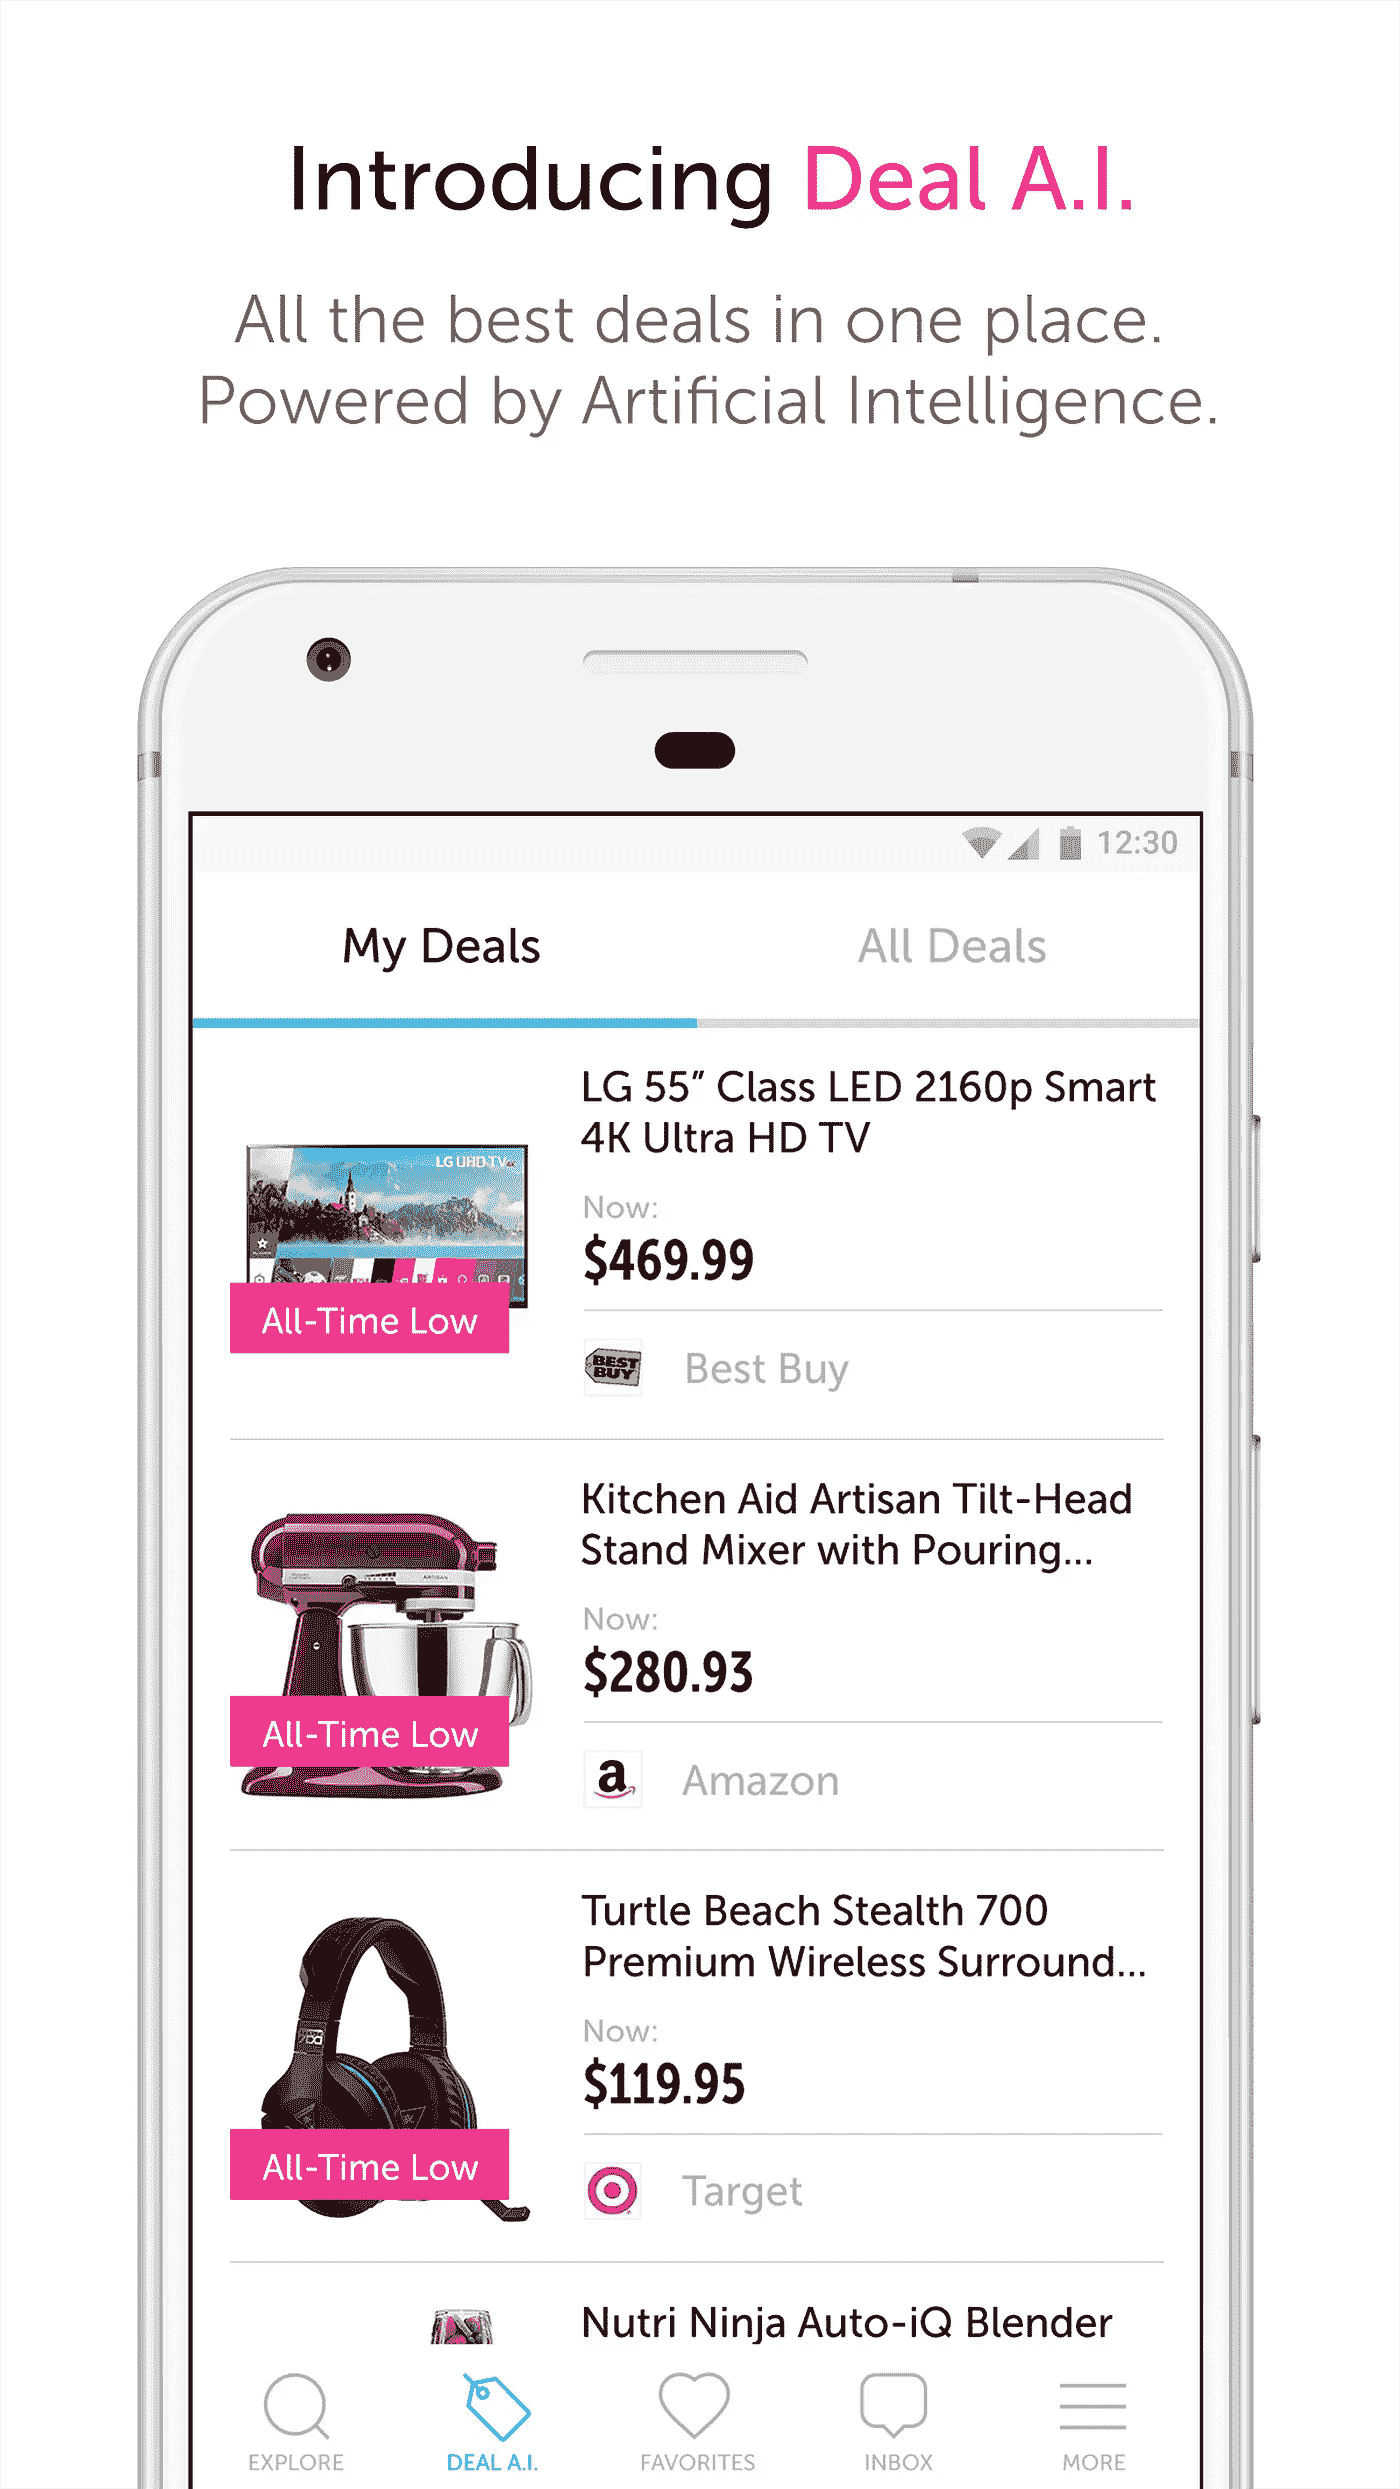 Introducing Deal A.I.
All the best deals in one place.
Powered by Artificial Intelligence.
12:30
My Deals
All Deals
LG UHD TV
LG 55” Class LED 2160p Smart
4K Ultra HD TV
Now:
$469.99
All-Time Low
BEST
BUY
Best Buy
Kitchen Aid Artisan Tilt-Head
Stand Mixer with Pouring...
ARTISAN
Now:
$280.93
All-Time Low
a
Amazon
Turtle Beach Stealth 700
Premium Wireless Surround...
Now:
$119.95
All-Time Low
Target
Nutri Ninja Auto-iQ Blender
EXPLORE
DEAL A.I.
FAVORITES
INBOX
MORE